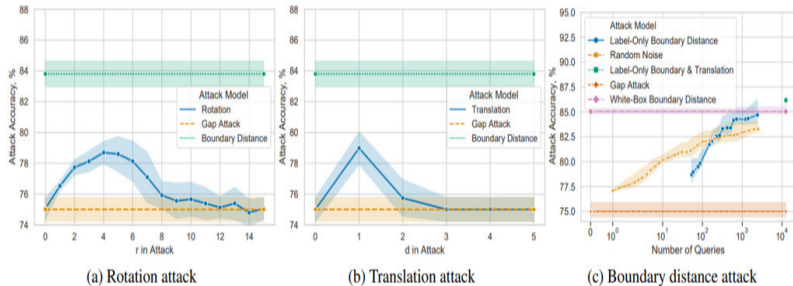 88
86
84
82
80
78
76
74
Attack Accuracy, %
Attack Model
Rotation
Gap Attack
Boundary Distance
0 2 4 6 8 10 12 14
r in Attack
(a) Rotation attack
88
86
84
82
80
78
76
74
Attack Accuracy, %
Attack Model
Translation
Gap Attack
Boundary Distance
0 1 2 3 4 5
d in Attack
(b) Translation attack
95.0
92.5
90.0
87.5
85.0
82.5
80.0
77.5
75.0
Attack Accuracy, %
Attack Model
Label-Only Boundary Distance
Random Noise
Label-Only Boundary & Translation
Gap Attack
White-Box Boundary Distance
0 10⁰ 10¹ 10² 10³ 10⁴
Number of Queries
(c) Boundary distance attack